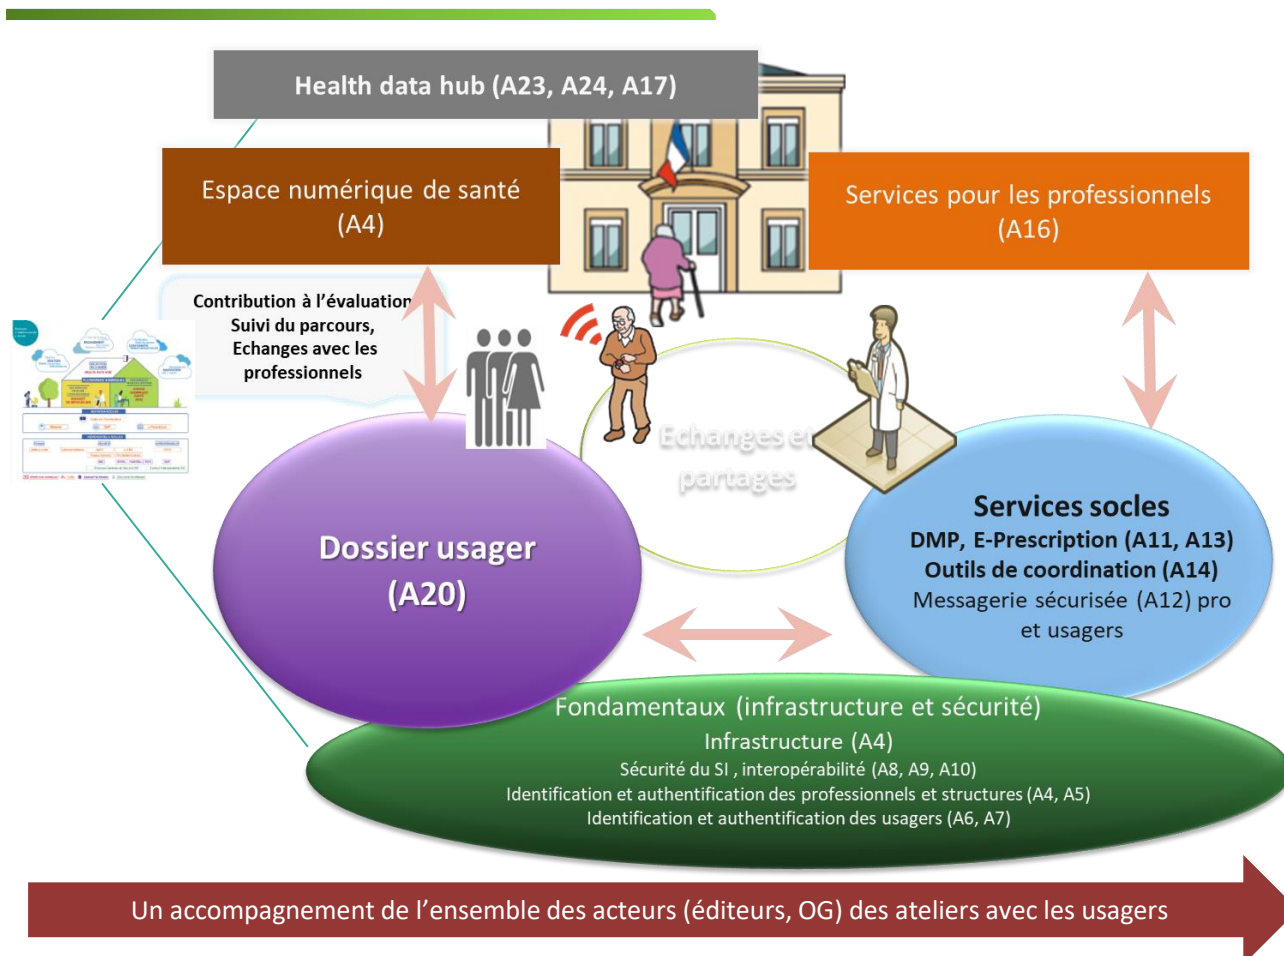 Health data hub (A23, A24, A17)
Espace numérique de santé
(A4)
Services pour les professionnels
(A16)
Contribution à l'évaluation
Suivi du parcours,
Echanges avec les
professionnels
Echanges et
partages
Dossier usager
(A20)
Services socles
DMP, E-Prescription (A11, A13)
Outils de coordination (A14)
Messagerie sécurisée (A12) pro
et usagers
Fondamentaux (infrastructure et sécurité)
Infrastructure (A4)
Sécurité du SI , interopérabilité (A8, A9, A10)
Identification et authentification des professionnels et structures (A4, A5)
Identification et authentification des usagers (A6, A7)
Un accompagnement de l'ensemble des acteurs (éditeurs, OG) des ateliers avec les usagers